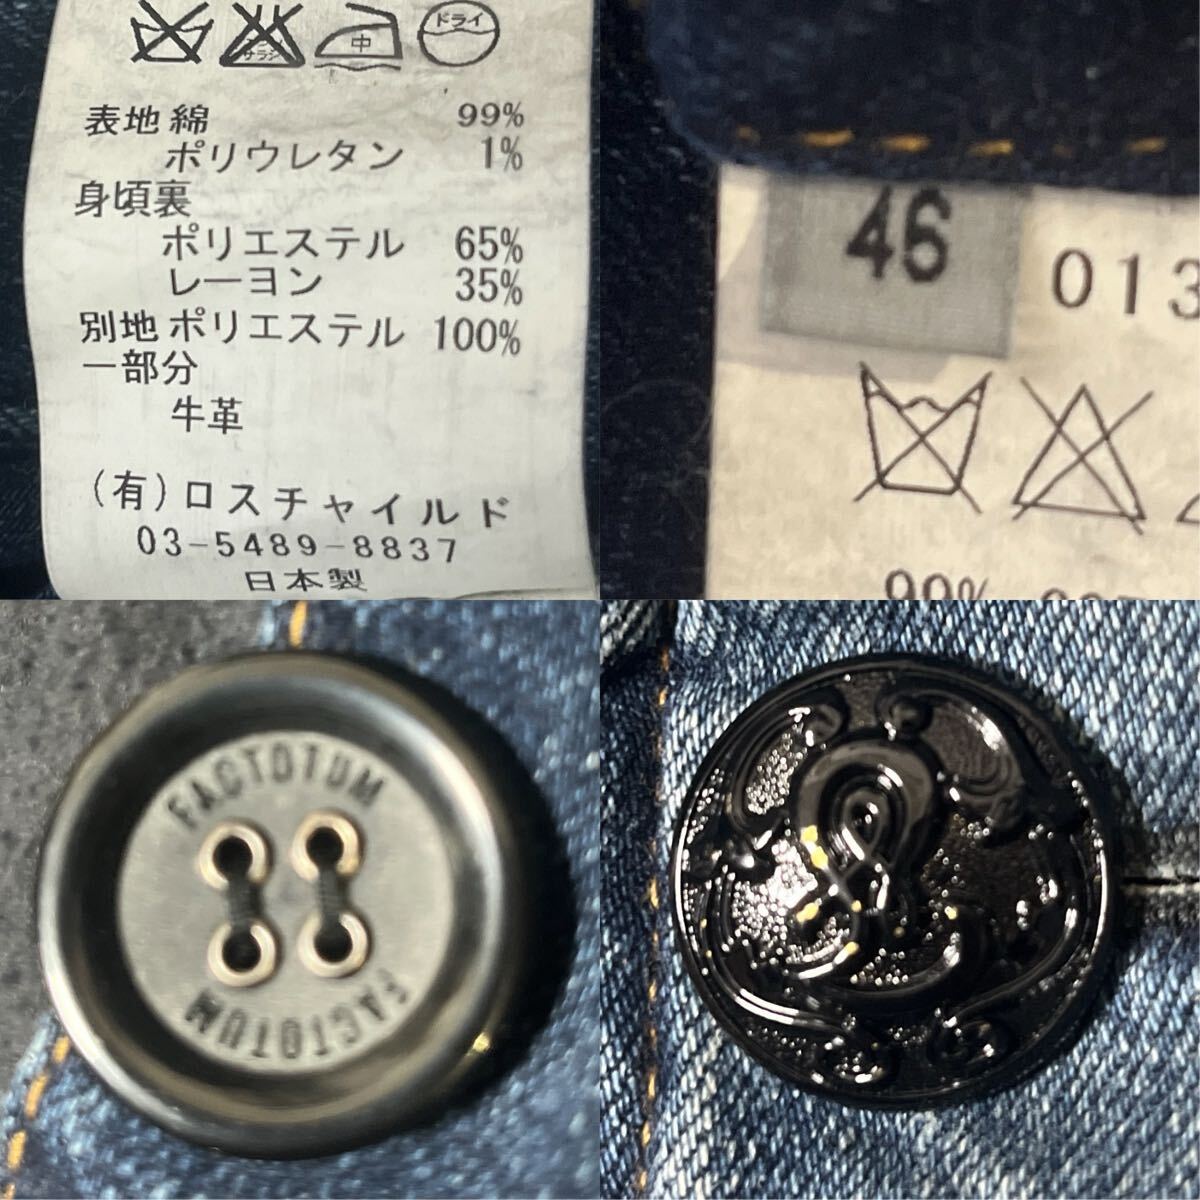 サラシ
中
ドライ
表地 綿 99%
ポリウレタン 1%
身頃裏
ポリエステル 65%
レーヨン 35%
別地 ポリエステル 100%
一部分
牛革
(有)ロスチャイルド
03-5489-8837
日本製
46
013
99%
FACTOTUM
FACTOTUM